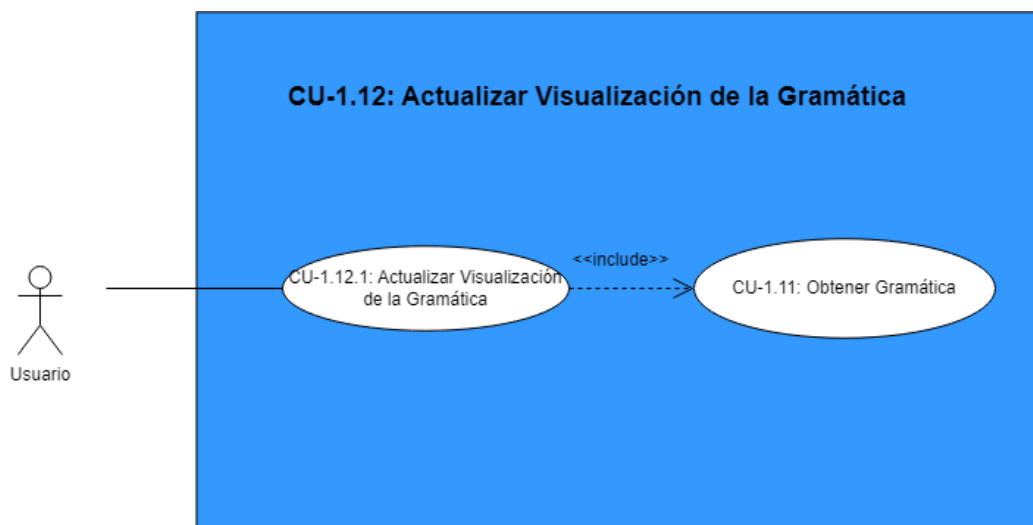 CU-1.12: Actualizar Visualización de la Gramática
<<include>>
CU-1.12.1: Actualizar Visualización
de la Gramática
CU-1.11: Obtener Gramática
Usuario